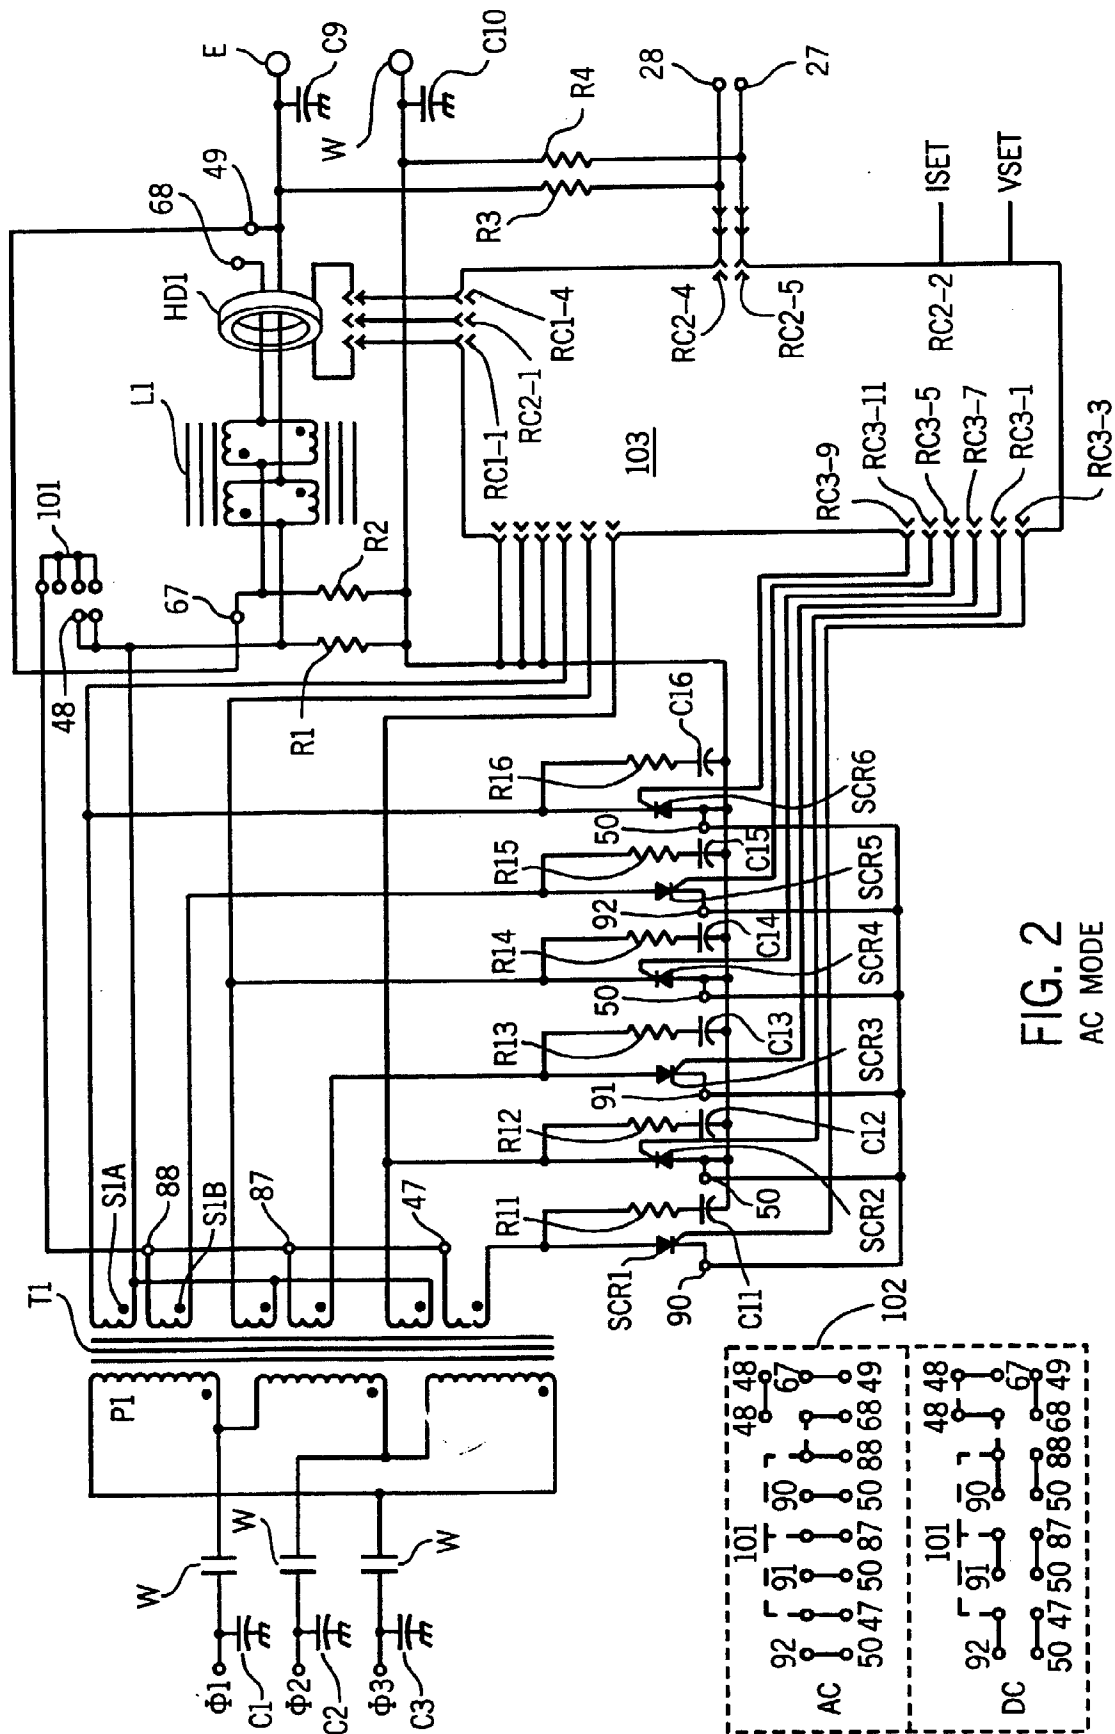 Φ1
C1
Φ2
C2
Φ3
C3
W
W
W
P1
T1
S1A
88
S1B
87
47
48
101
67
R1
R2
L1
HD1
68
49
E
C9
W
C10
R3
R4
28
27
RC1-1
RC2-1
RC1-4
RC2-4
RC2-5
103
ISET
RC2-2
VSET
RC3-9
RC3-11
RC3-5
RC3-7
RC3-1
RC3-3
R11
R12
R13
R14
R15
R16
C11
C12
C13
C14
C15
C16
SCR1
SCR2
SCR3
SCR4
SCR5
SCR6
90
50
91
50
92
50
102
101
92 91 90 48 48
67
50 47 50 87 50 88 68 49
AC
101
92 91 90 48 48
67
50 47 50 87 50 88 68 49
DC
FIG. 2
AC MODE